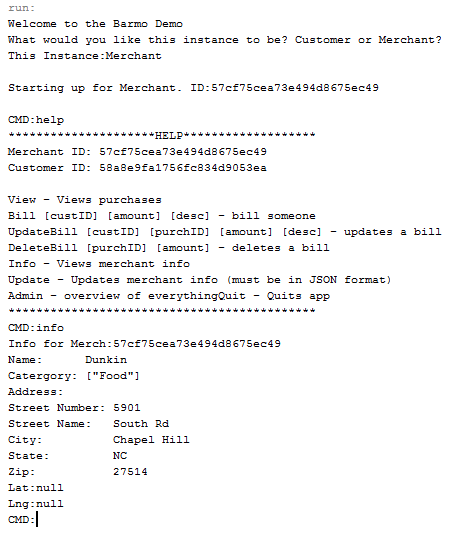 run:
Welcome to the Barmo Demo
What would you like this instance to be? Customer or Merchant?
This Instance:Merchant
Starting up for Merchant. ID:57cf75cea73e494d8675ec49
CMD:help
*********************HELP*******************
Merchant ID: 57cf75cea73e494d8675ec49
Customer ID: 58a8e9fa1756fc834d9053ea
View - Views purchases
Bill [custID] [amount] [desc] - bill someone
UpdateBill [custID] [purchID] [amount] [desc] - updates a bill
DeleteBill [purchID] [amount] - deletes a bill
Info - Views merchant info
Update - Updates merchant info (must be in JSON format)
Admin - overview of everythingQuit - Quits app
********************************************
CMD:info
Info for Merch:57cf75cea73e494d8675ec49
Name: Dunkin
Catergory: ["Food"]
Address:
Street Number: 5901
Street Name: South Rd
City: Chapel Hill
State: NC
Zip: 27514
Lat:null
Lng:null
CMD: